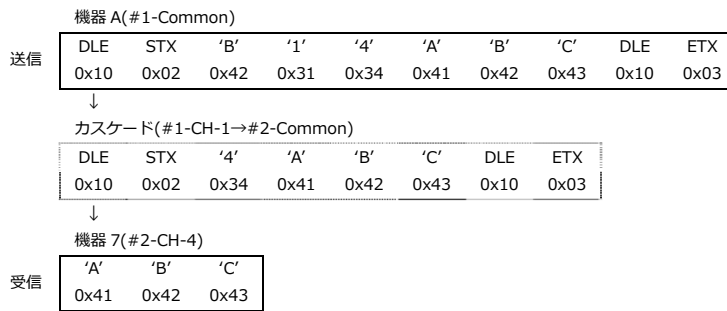 機器 A(#1-Common)
送信
DLE STX ‘B’ ‘1’ ‘4’ ‘A’ ‘B’ ‘C’ DLE ETX
0x10 0x02 0x42 0x31 0x34 0x41 0x42 0x43 0x10 0x03
↓
カスケード(#1-CH-1→#2-Common)
DLE STX ‘4’ ‘A’ ‘B’ ‘C’ DLE ETX
0x10 0x02 0x34 0x41 0x42 0x43 0x10 0x03
↓
機器 7(#2-CH-4)
受信
‘A’ ‘B’ ‘C’
0x41 0x42 0x43